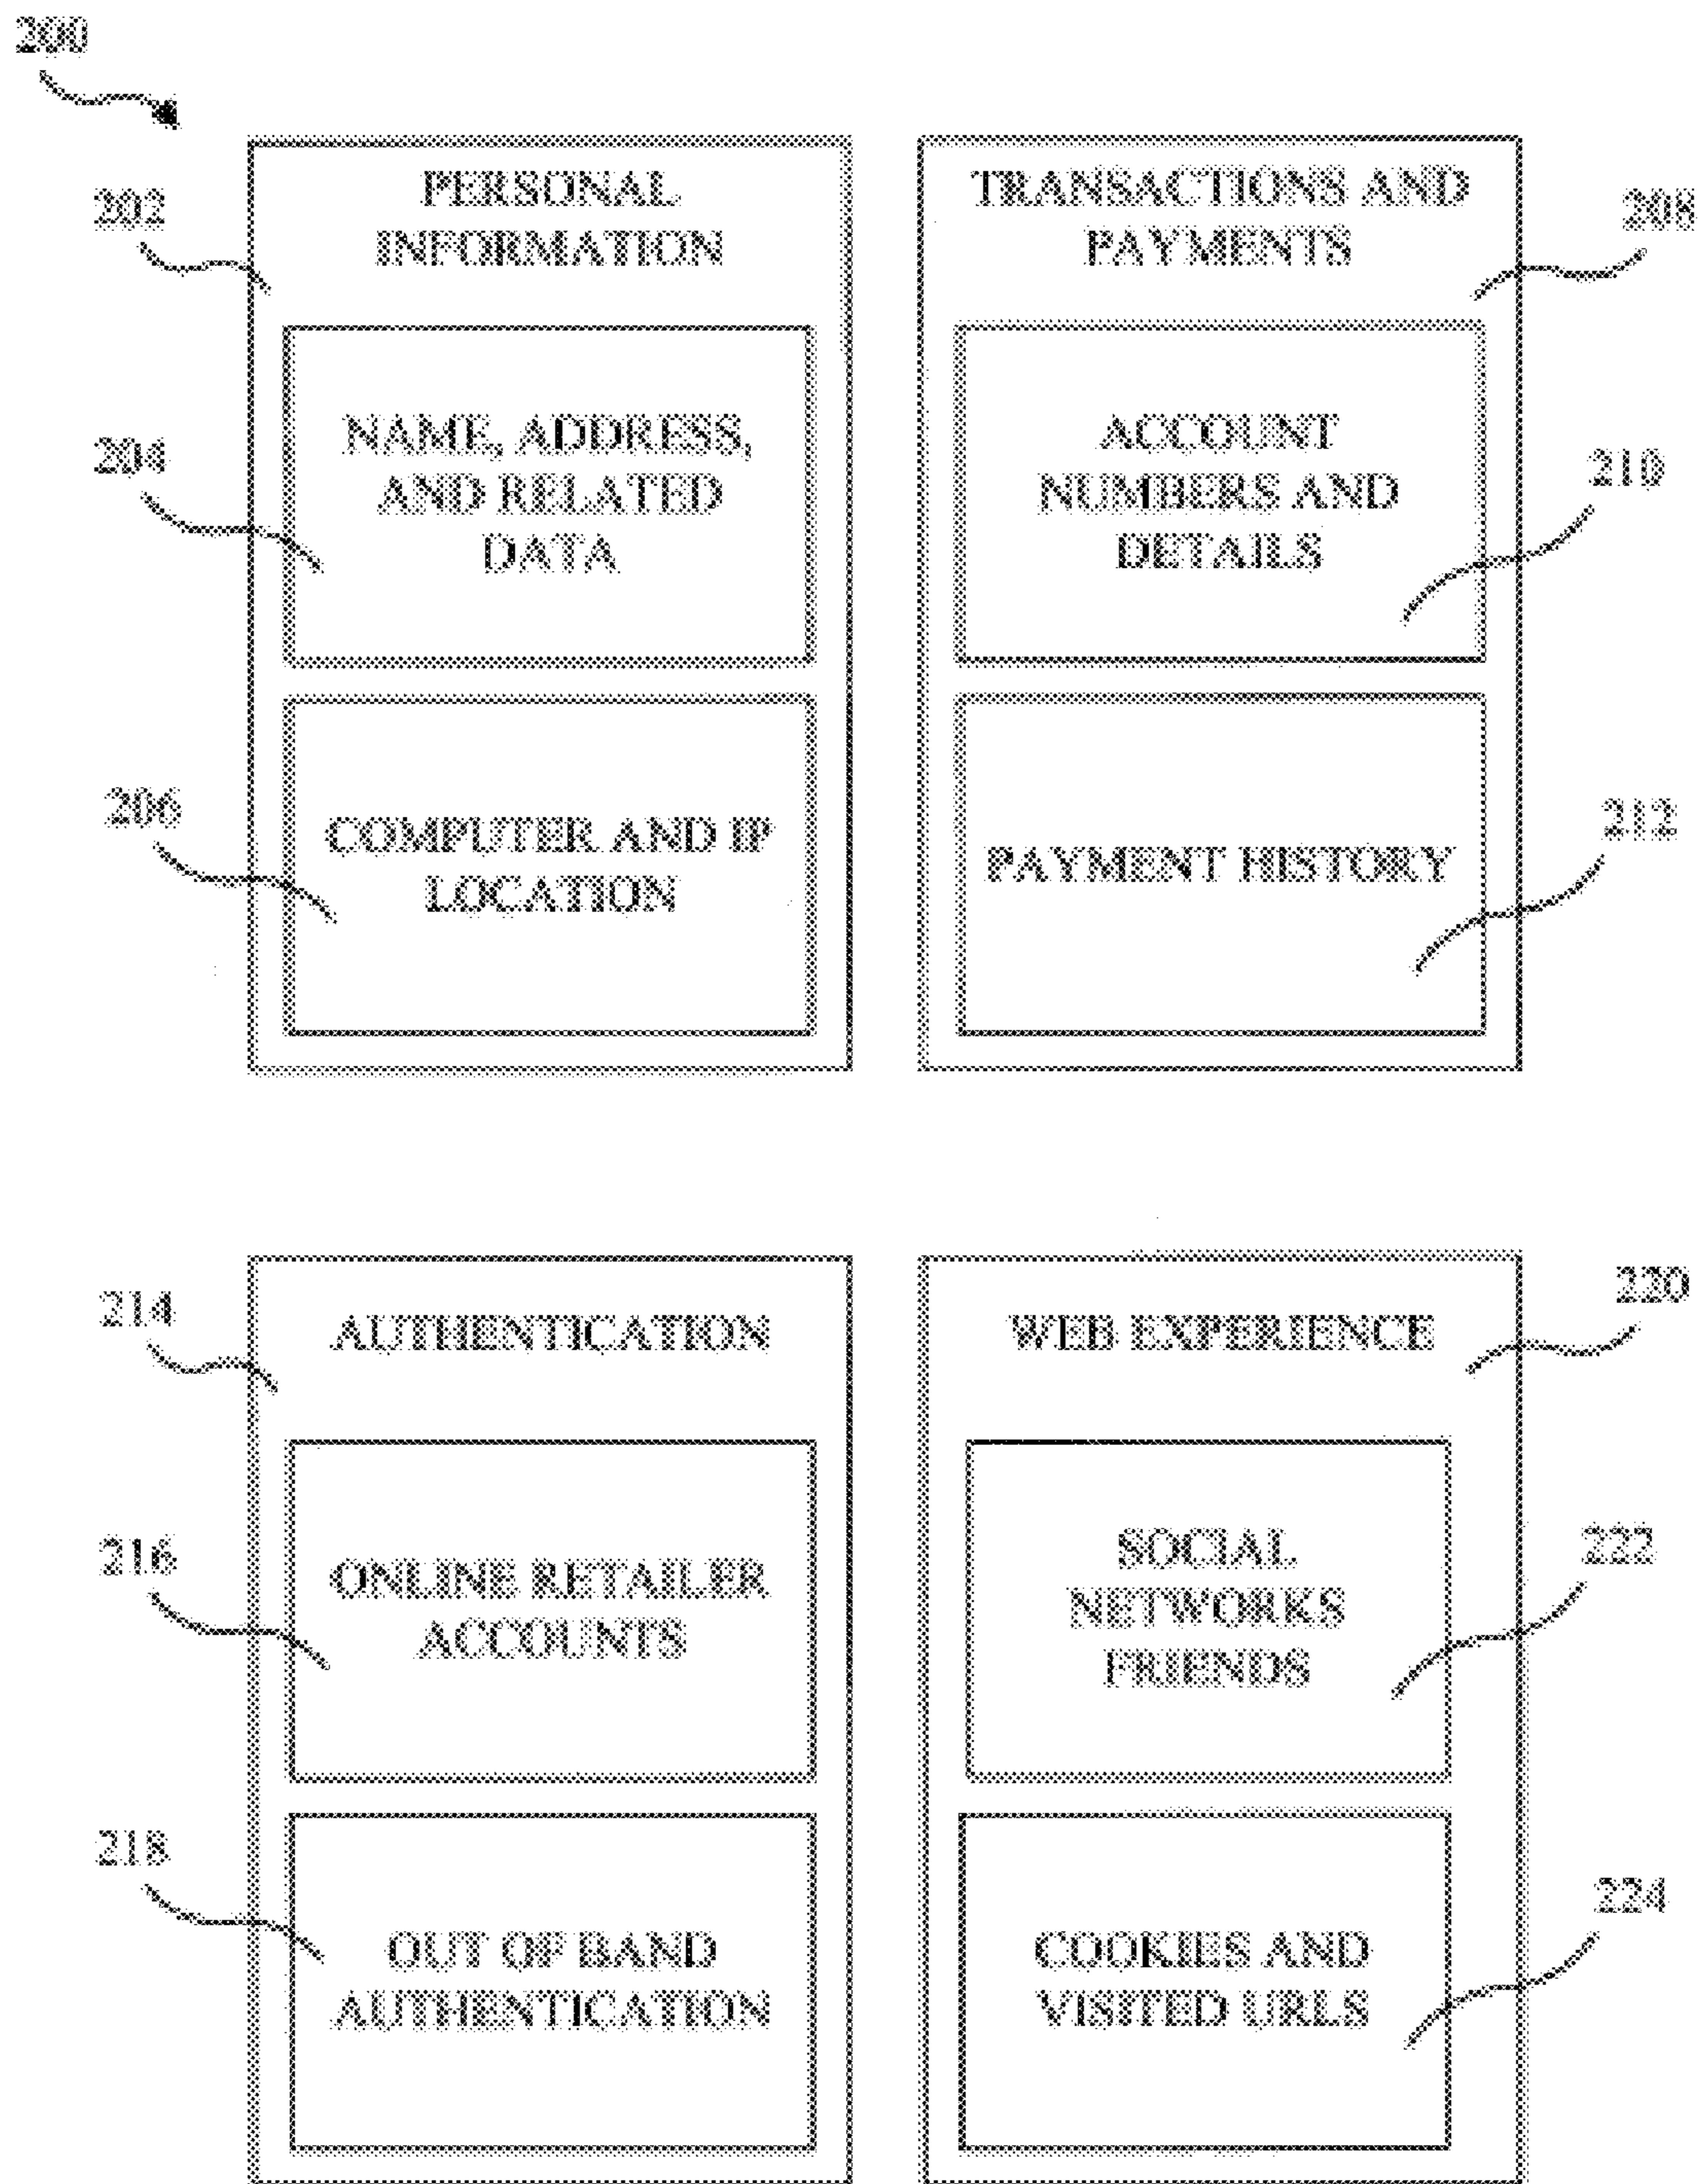 200
202
PERSONAL
INFORMATION
204
NAME, ADDRESS,
AND RELATED
DATA
206
COMPUTER AND IP
LOCATION
TRANSACTIONS AND
PAYMENTS
208
ACCOUNT
NUMBERS AND
DETAILS
210
PAYMENT HISTORY
212
214
AUTHENTICATION
216
ONLINE RETAILER
ACCOUNTS
218
OUT OF BAND
AUTHENTICATION
WEB EXPERIENCE
220
SOCIAL
NETWORKS
FRIENDS
222
COOKIES AND
VISITED URLS
224